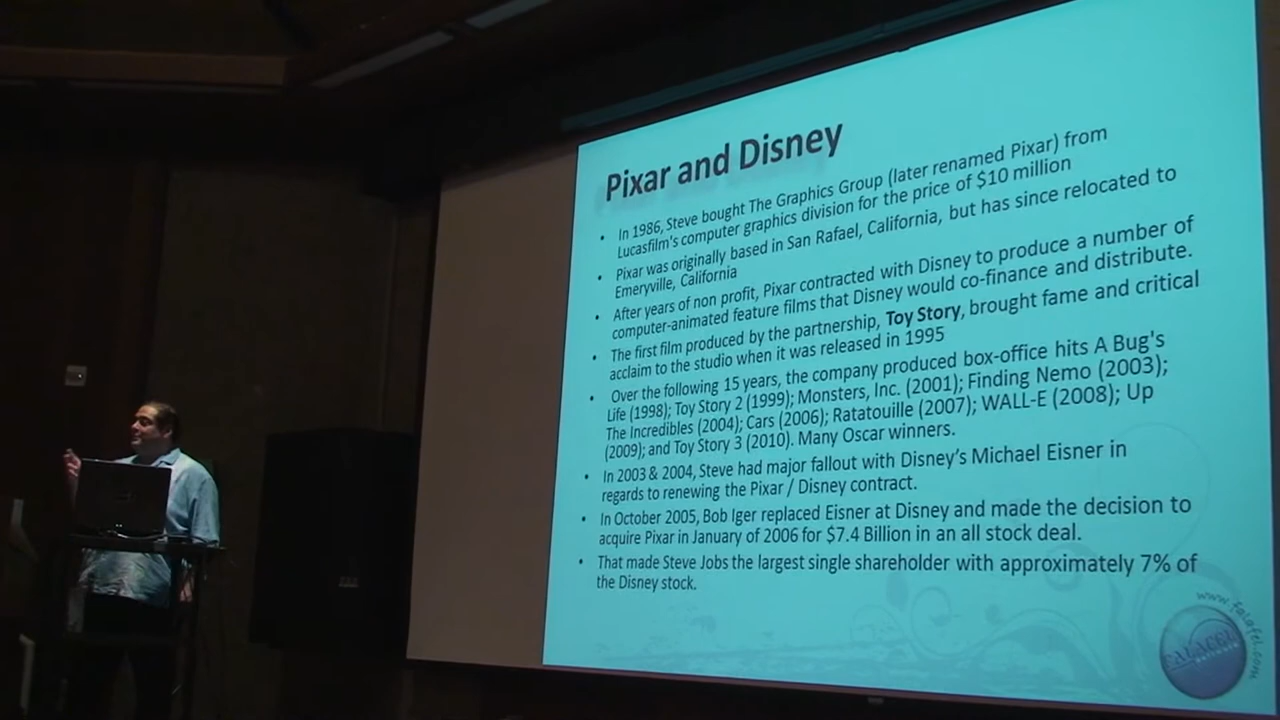 Pixar and Disney
• In 1986, Steve bought The Graphics Group (later renamed Pixar) from
Lucasfilm's computer graphics division for the price of $10 million
• Pixar was originally based in San Rafael, California, but has since relocated to
Emeryville, California
• After years of non profit, Pixar contracted with Disney to produce a number of
computer-animated feature films that Disney would co-finance and distribute.
• The first film produced by the partnership, Toy Story, brought fame and critical
acclaim to the studio when it was released in 1995
• Over the following 15 years, the company produced box-office hits A Bug's
Life (1998); Toy Story 2 (1999); Monsters, Inc. (2001); Finding Nemo (2003);
The Incredibles (2004); Cars (2006); Ratatouille (2007); WALL-E (2008); Up
(2009); and Toy Story 3 (2010). Many Oscar winners.
• In 2003 & 2004, Steve had major fallout with Disney's Michael Eisner in
regards to renewing the Pixar / Disney contract.
• In October 2005, Bob Iger replaced Eisner at Disney and made the decision to
acquire Pixar in January of 2006 for $7.4 Billion in an all stock deal.
• That made Steve Jobs the largest single shareholder with approximately 7% of
the Disney stock.
www.falafel.com
FALAFEL